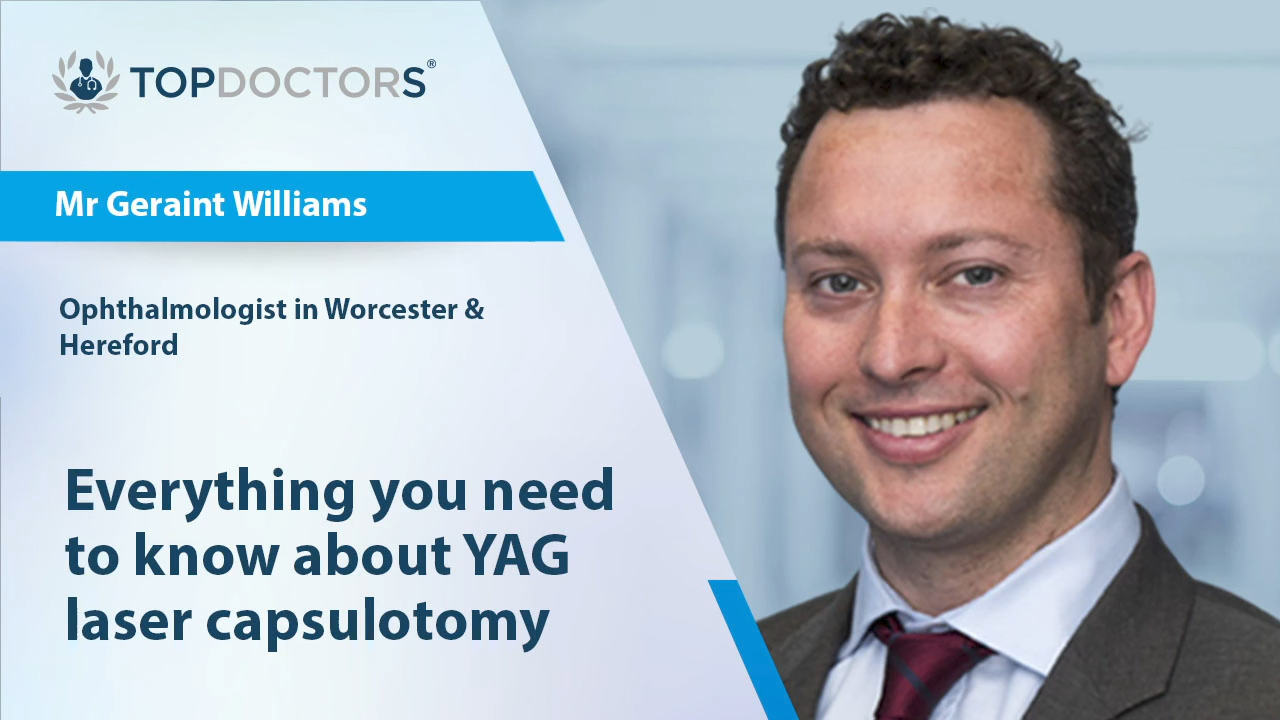 TOPDOCTORS®
Mr Geraint Williams
Ophthalmologist in Worcester &
Hereford
Everything you need
to know about YAG
laser capsulotomy